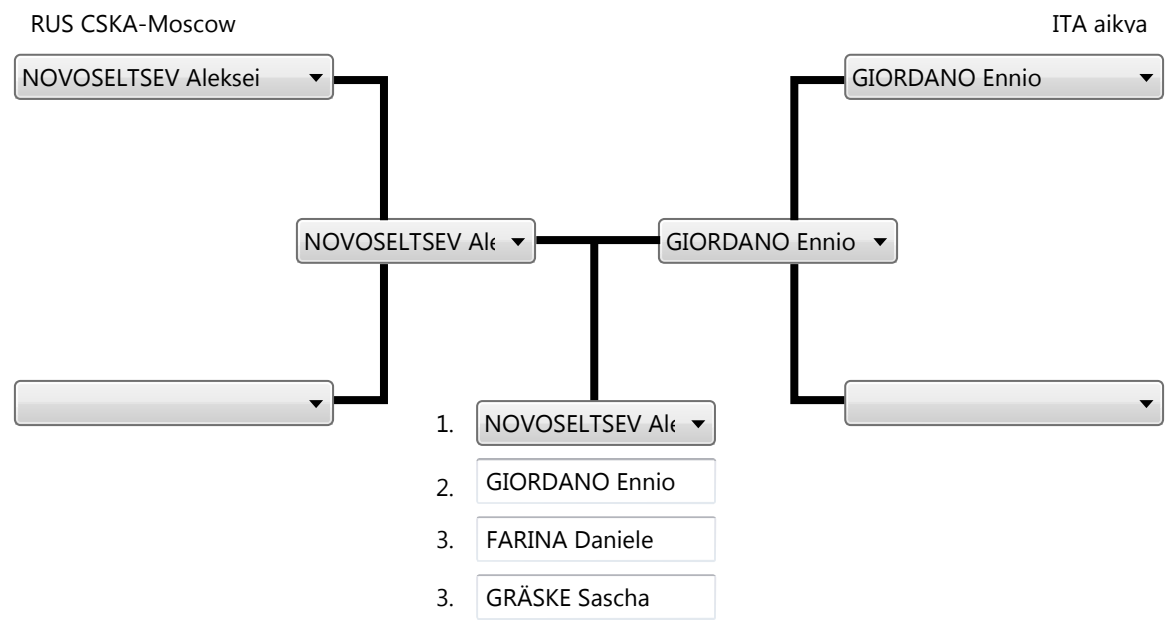 RUS CSKA-Moscow
ITA aikva
NOVOSELTSEV Aleksei
GIORDANO Ennio
NOVOSELTSEV Ale
GIORDANO Ennio
1. NOVOSELTSEV Ale
2. GIORDANO Ennio
3. FARINA Daniele
3. GRÄSKE Sascha